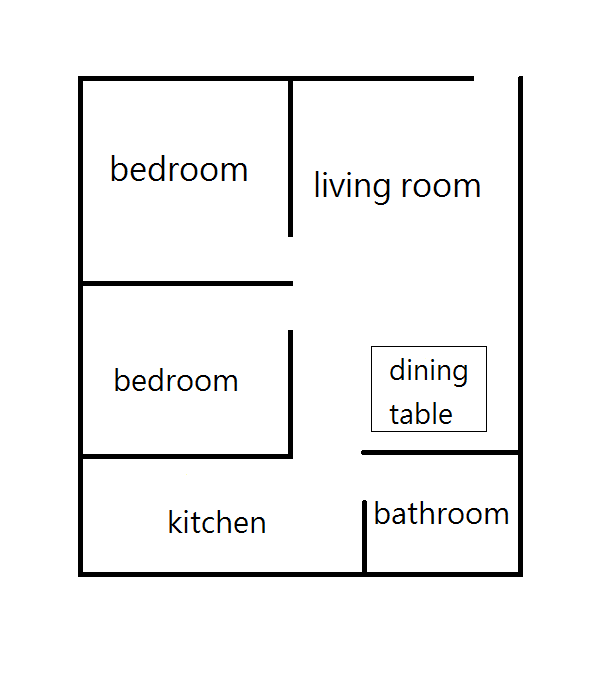 bedroom
living room
bedroom
dining
table
kitchen
bathroom